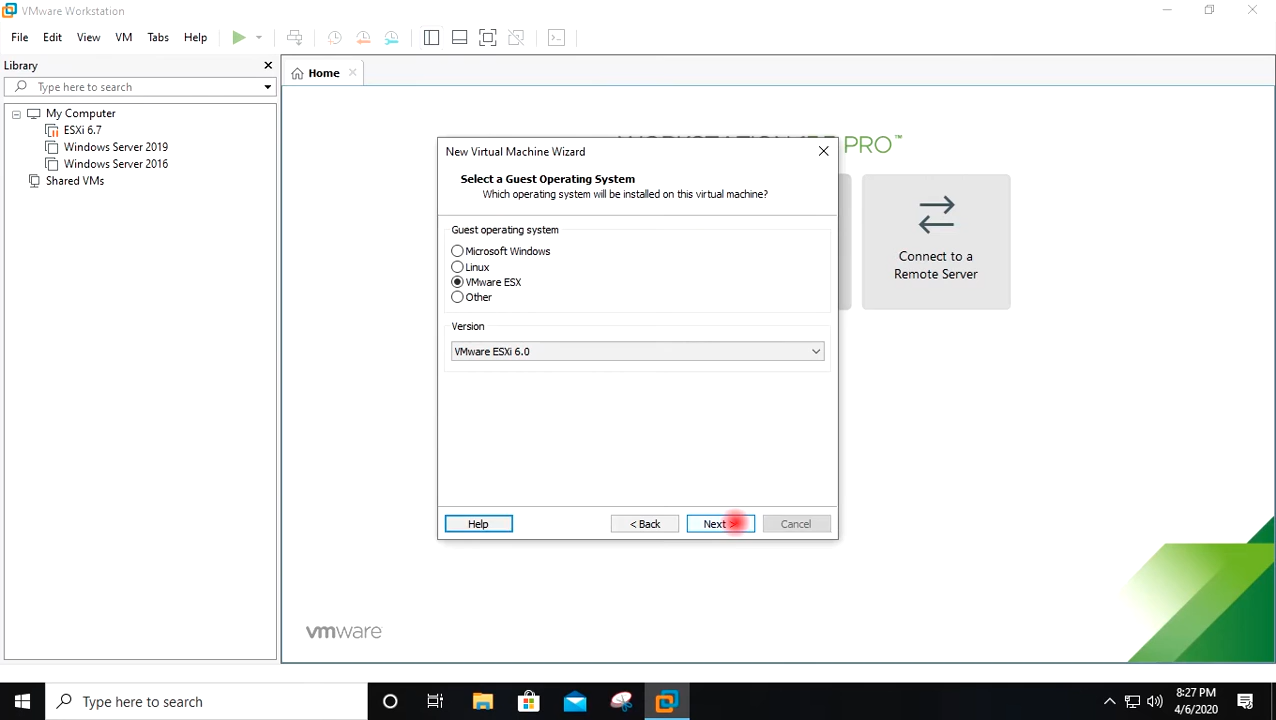 VMware Workstation
File Edit View VM Tabs Help
Library
Type here to search
My Computer
ESXi 6.7
Windows Server 2019
Windows Server 2016
Shared VMs
Home
PRO™
Connect to a
Remote Server
New Virtual Machine Wizard
Select a Guest Operating System
Which operating system will be installed on this virtual machine?
Guest operating system
Microsoft Windows
Linux
VMware ESX
Other
Version
VMware ESXi 6.0
Help < Back Next > Cancel
vmware
Type here to search
8:27 PM
4/6/2020